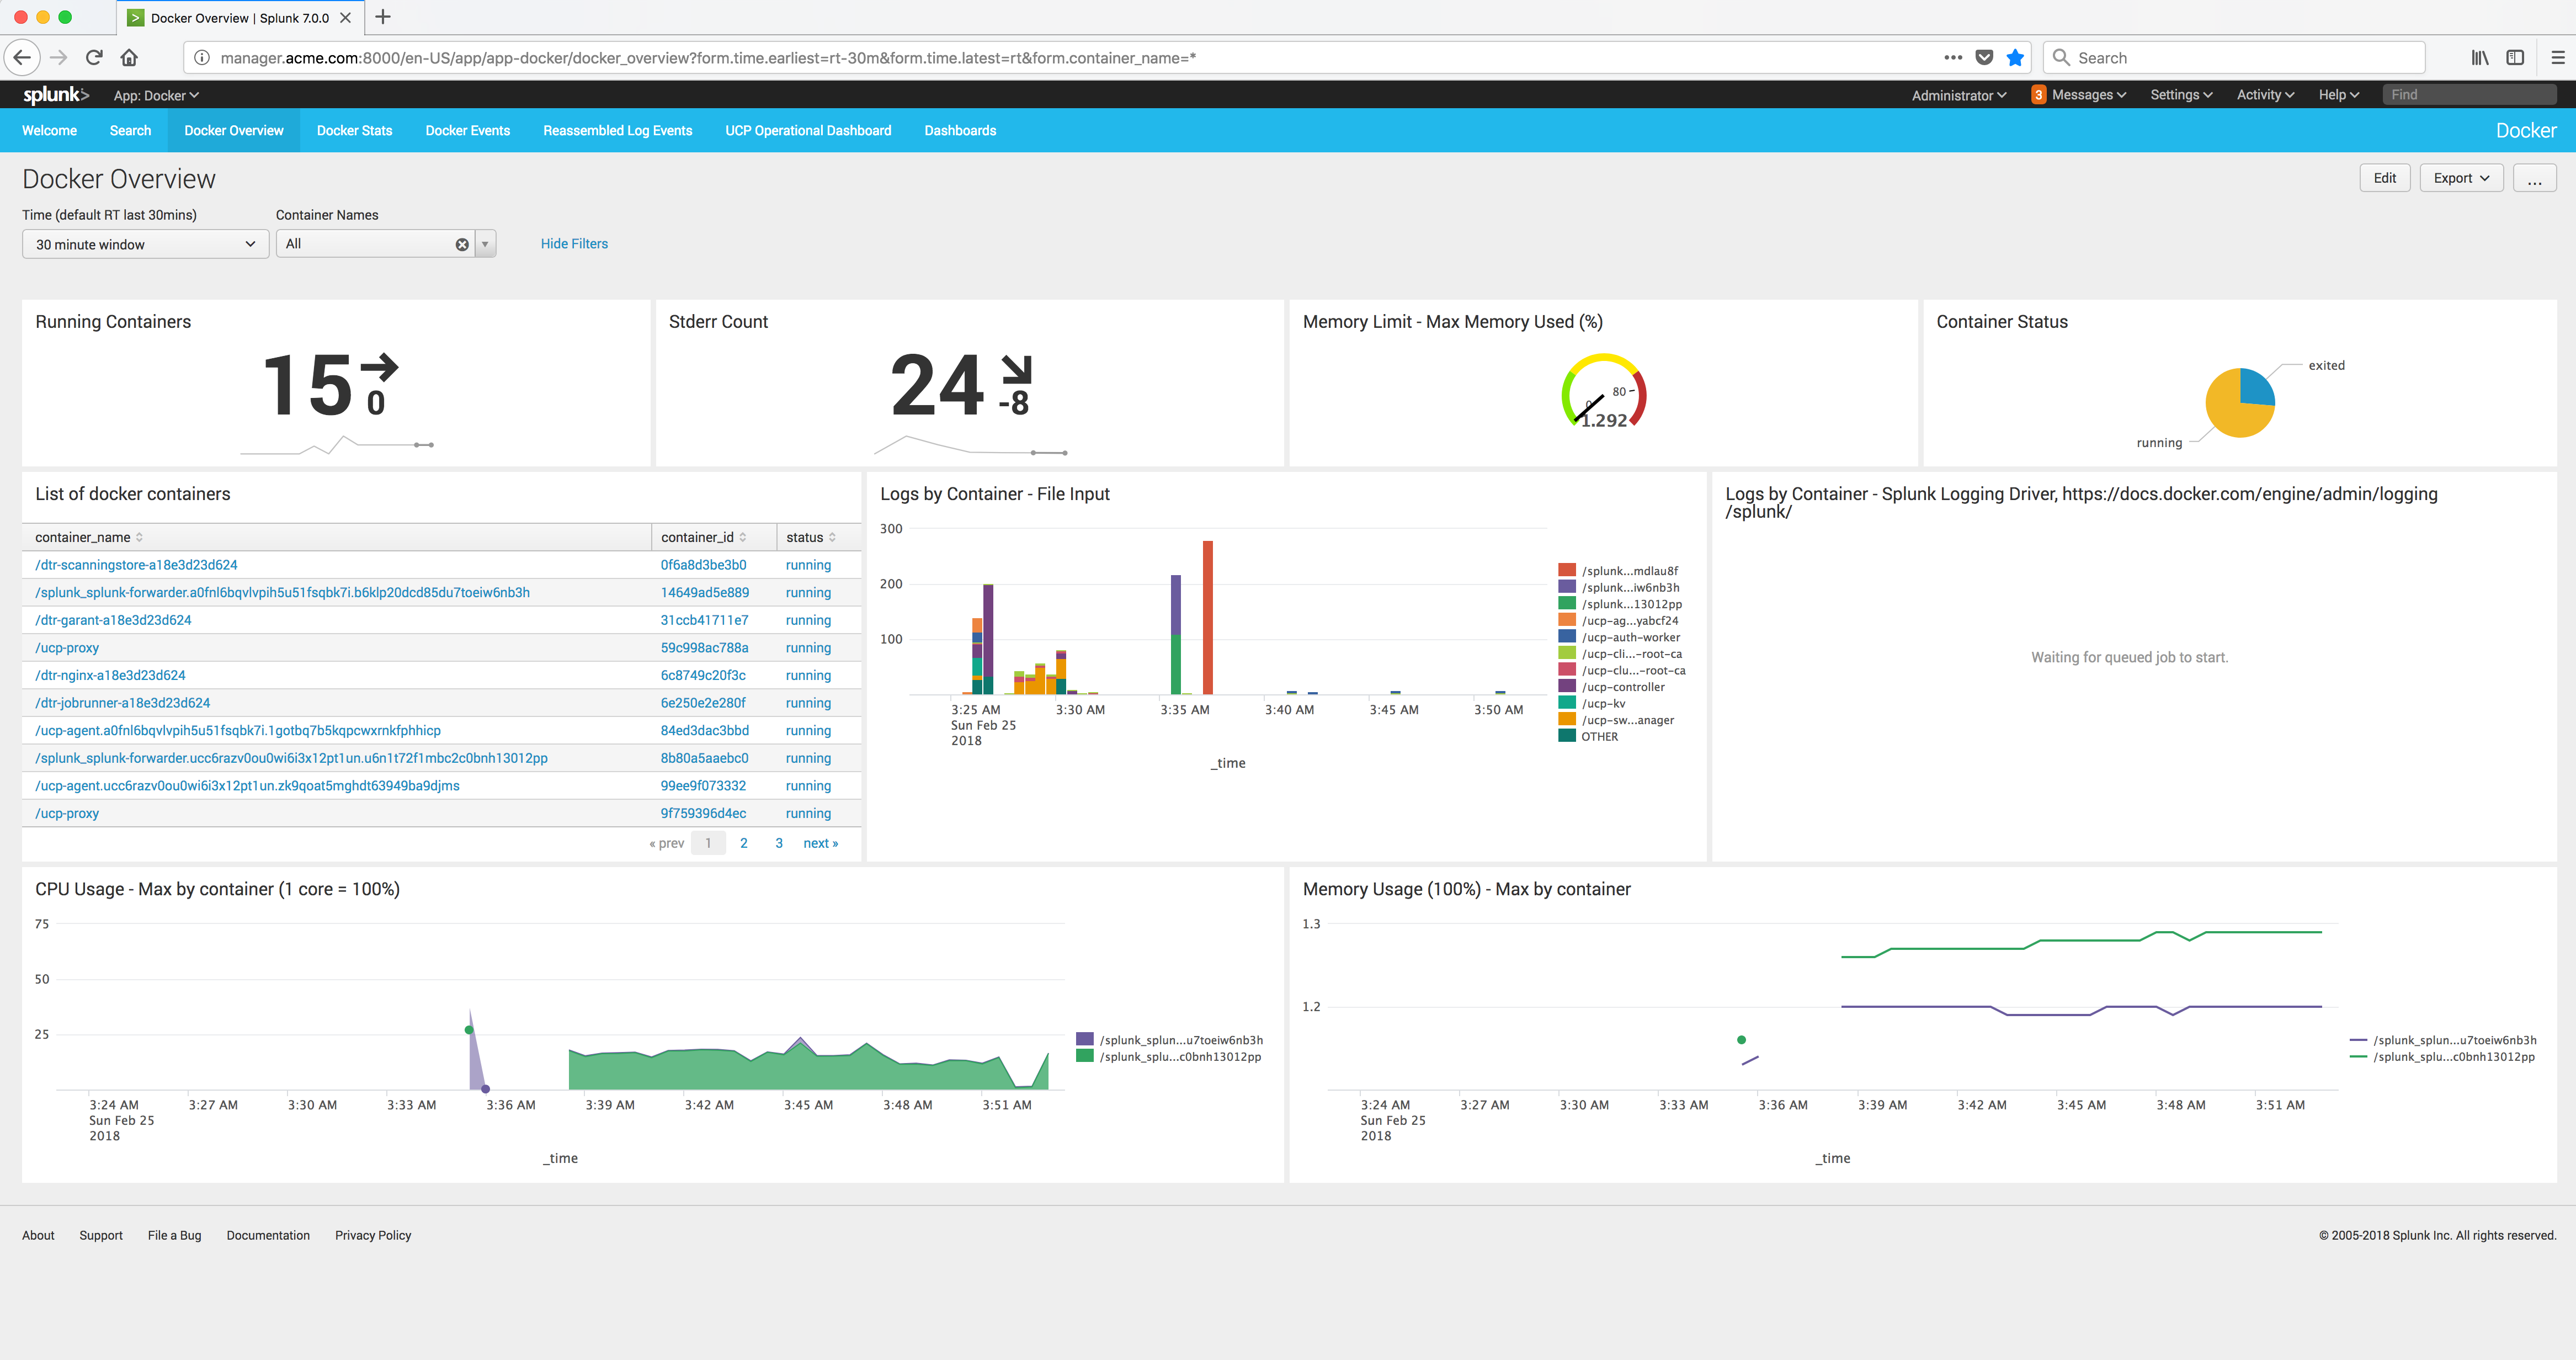 Docker Overview | Splunk 7.0.0
manager.acme.com:8000/en-US/app/app-docker/docker_overview?form.time.earliest=rt-30m&form.time.latest=rt&form.container_name=*
Search
splunk> App: Docker
Administrator 3 Messages Settings Activity Help Find
Welcome Search Docker Overview Docker Stats Docker Events Reassembled Log Events UCP Operational Dashboard Dashboards Docker
Docker Overview
Edit Export ...
Time (default RT last 30mins) Container Names
30 minute window All Hide Filters
Running Containers
15
0
Stderr Count
24
-8
Memory Limit - Max Memory Used (%)
0
80
1.292
Container Status
exited
running
List of docker containers
container_name container_id status
/dtr-scanningstore-a18e3d23d624 0f6a8d3be3b0 running
/splunk_splunk-forwarder.a0fnl6bqvlvpih5u51fsqbk7i.b6klp20dcd85du7toeiw6nb3h 14649ad5e889 running
/dtr-garant-a18e3d23d624 31ccb41711e7 running
/ucp-proxy 59c998ac788a running
/dtr-nginx-a18e3d23d624 6c8749c20f3c running
/dtr-jobrunner-a18e3d23d624 6e250e2e280f running
/ucp-agent.a0fnl6bqvlvpih5u51fsqbk7i.1gotbq7b5kqpcwxrnkfphhicp 84ed3dac3bbd running
/splunk_splunk-forwarder.ucc6razv0ou0wi6i3x12pt1un.u6n1t72f1mbc2c0bnh13012pp 8b80a5aaebc0 running
/ucp-agent.ucc6razv0ou0wi6i3x12pt1un.zk9qoat5mghdt63949ba9djms 99ee9f073332 running
/ucp-proxy 9f759396d4ec running
« prev 1 2 3 next »
Logs by Container - File Input
300
200
100
3:25 AM 3:30 AM 3:35 AM 3:40 AM 3:45 AM 3:50 AM
Sun Feb 25
2018
_time
/splunk...mdlau8f
/splunk...iw6nb3h
/splunk...13012pp
/ucp-ag...yabcf24
/ucp-auth-worker
/ucp-cli...-root-ca
/ucp-clu...-root-ca
/ucp-controller
/ucp-kv
/ucp-sw...anager
OTHER
Logs by Container - Splunk Logging Driver, https://docs.docker.com/engine/admin/logging
/splunk/
Waiting for queued job to start.
CPU Usage - Max by container (1 core = 100%)
75
50
25
3:24 AM 3:27 AM 3:30 AM 3:33 AM 3:36 AM 3:39 AM 3:42 AM 3:45 AM 3:48 AM 3:51 AM
Sun Feb 25
2018
_time
/splunk_splun...u7toeiw6nb3h
/splunk_splu...c0bnh13012pp
Memory Usage (100%) - Max by container
1.3
1.2
3:24 AM 3:27 AM 3:30 AM 3:33 AM 3:36 AM 3:39 AM 3:42 AM 3:45 AM 3:48 AM 3:51 AM
Sun Feb 25
2018
_time
/splunk_splun...u7toeiw6nb3h
/splunk_splu...c0bnh13012pp
About Support File a Bug Documentation Privacy Policy
© 2005-2018 Splunk Inc. All rights reserved.